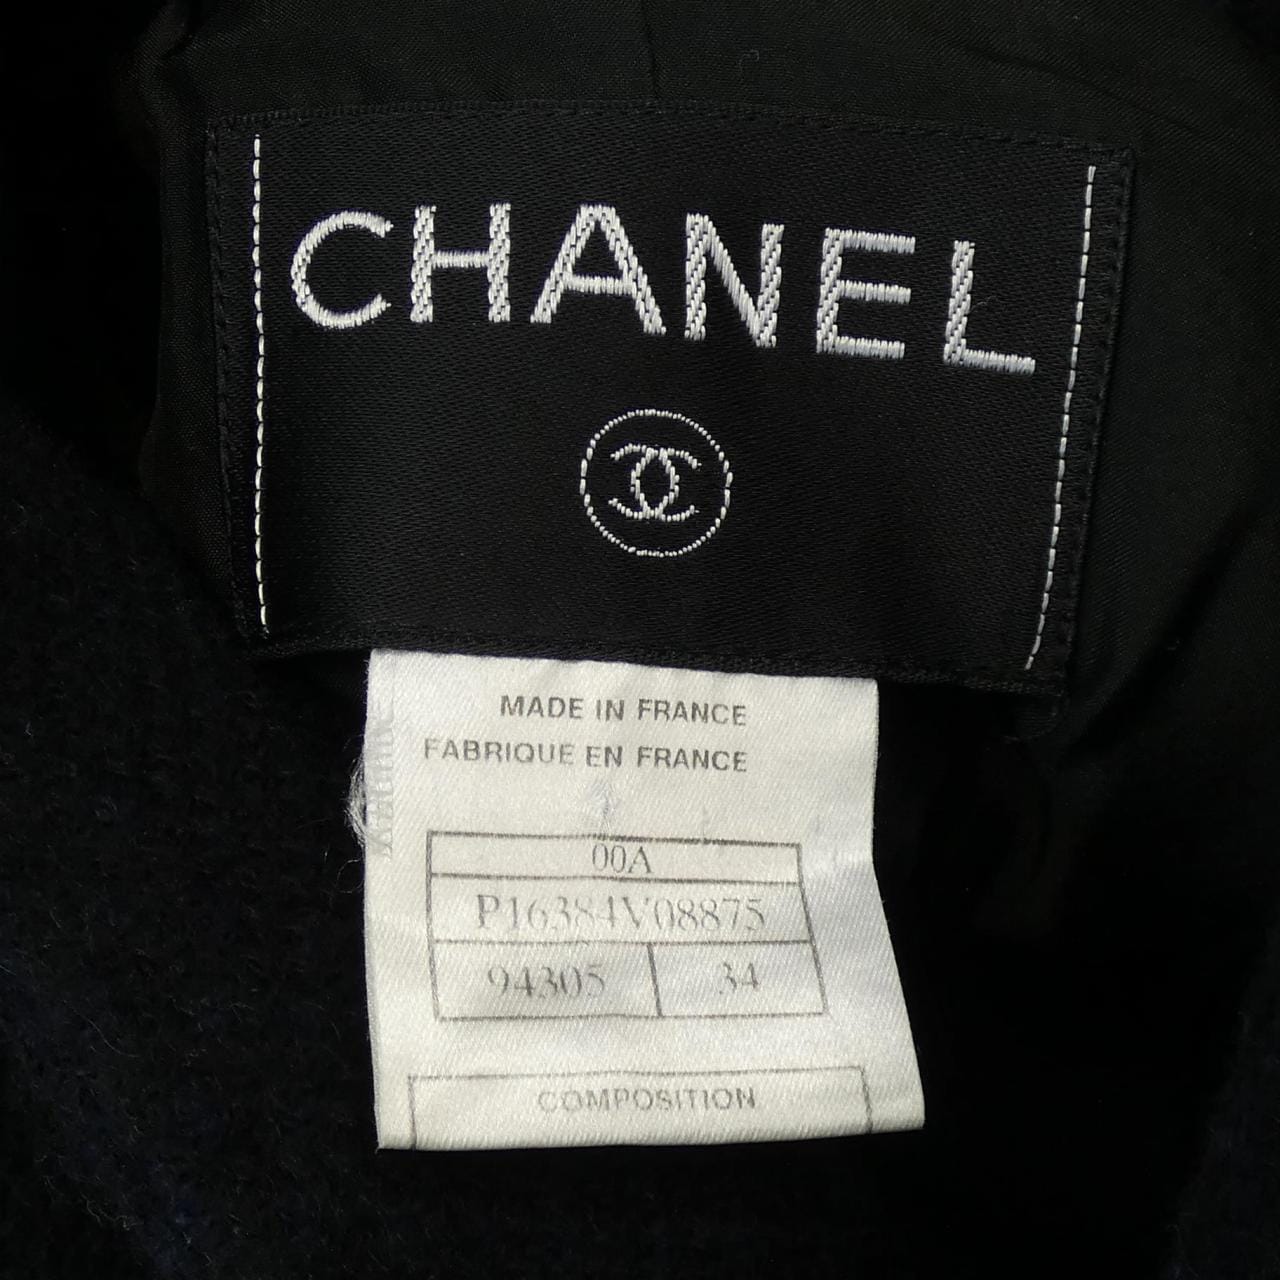 CHANEL
MADE IN FRANCE
FABRIQUE EN FRANCE
00A
P16384V08875
94305 34
COMPOSITION